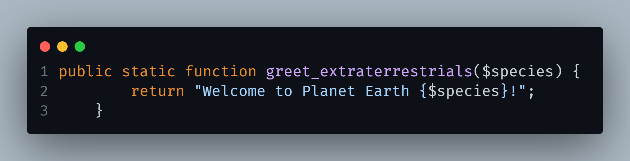 1 public static function greet_extraterrestrials($species) {
2         return "Welcome to Planet Earth {$species}!";
3     }